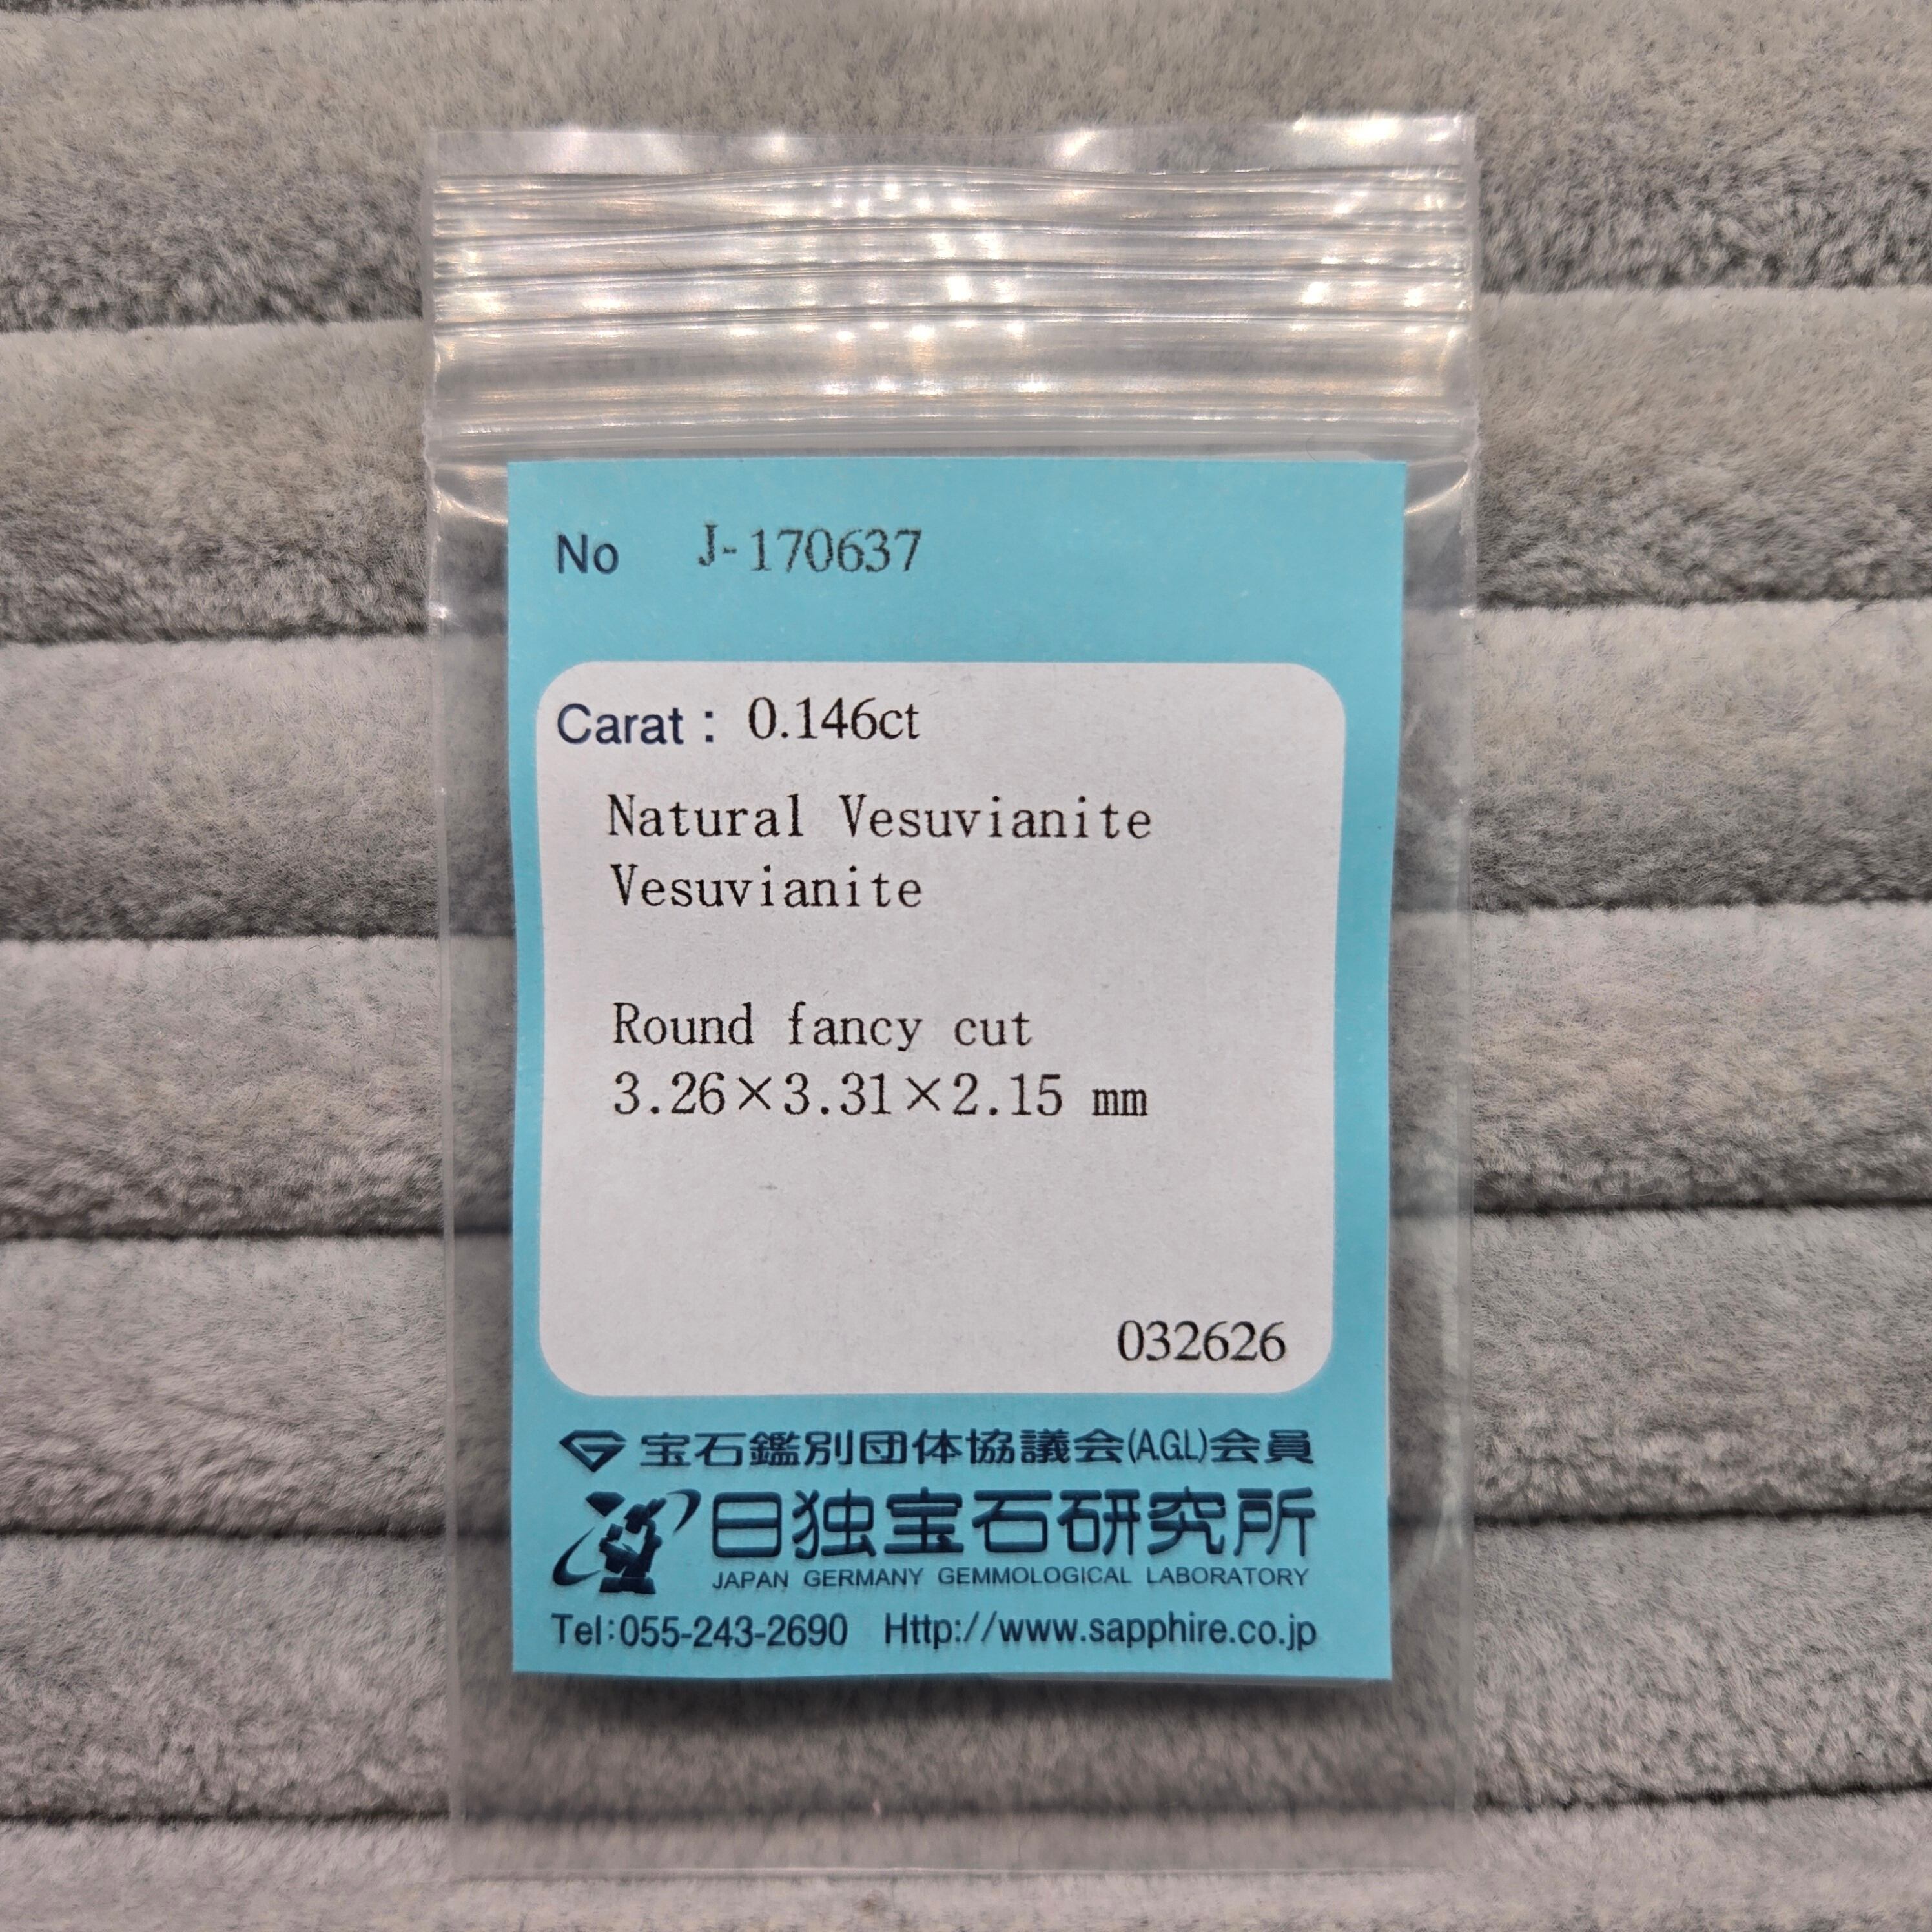 No J-170637
Carat : 0.146ct
Natural Vesuvianite
Vesuvianite
Round fancy cut
3.26×3.31×2.15 mm
032626
宝石鑑別団体協議会(AGL)会員
日独宝石研究所
JAPAN GERMANY GEMMOLOGICAL LABORATORY
Tel:055-243-2690 Http://www.sapphire.co.jp